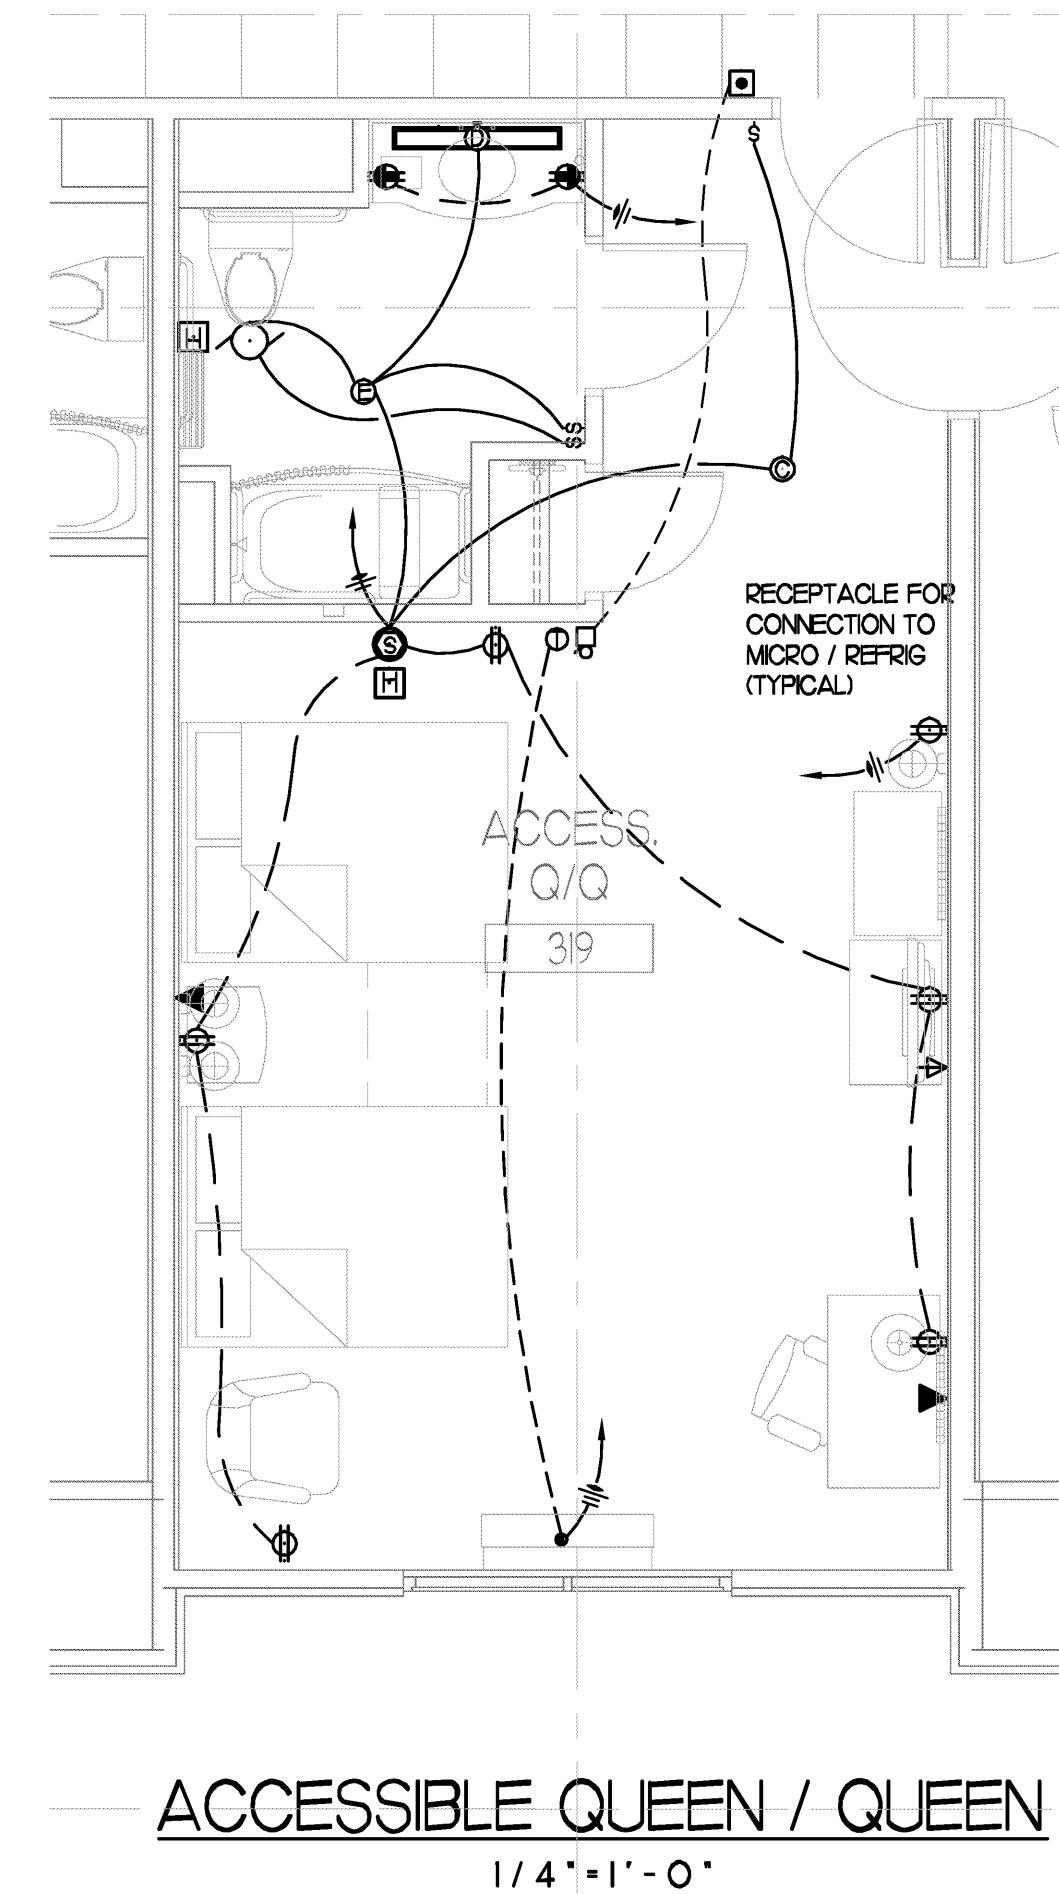 D
S
H
E
S
S
C
RECEPTACLE FOR
CONNECTION TO
MICRO / REFRIG
(TYPICAL)
S
H
ACCESS.
Q/Q
319
ACCESSIBLE QUEEN / QUEEN
1/4"=1'-0"